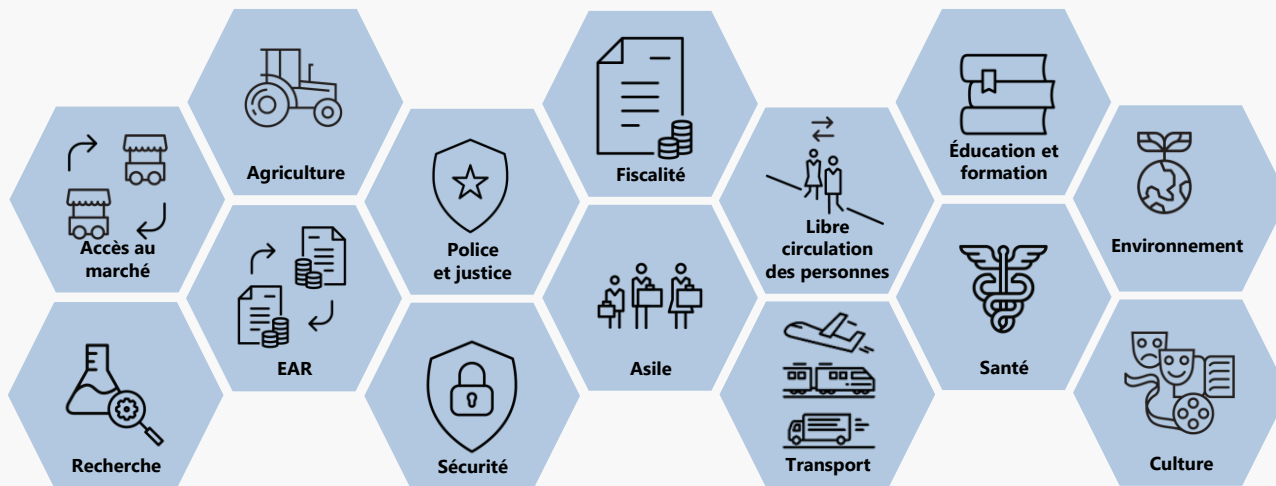 Agriculture
Fiscalité
Éducation et
formation
Accès au
marché
Police
et justice
Libre
circulation
des personnes
Environnement
EAR
Asile
Santé
Recherche
Sécurité
Transport
Culture